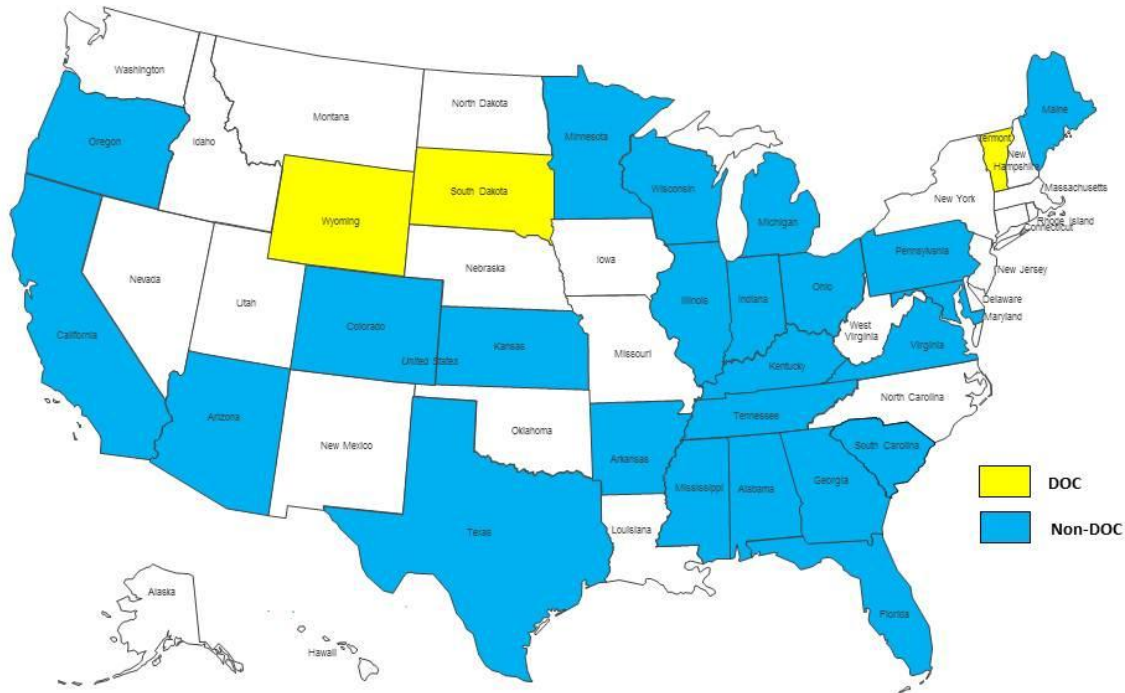 Washington
Montana
North Dakota
Minnesota
Maine
Vermont
Oregon
Idaho
New
Hampshire
Wisconsin
South Dakota
Massachusetts
Michigan
New York
Wyoming
Rhode Island
Connecticut
Iowa
Pennsylvania
Nebraska
New Jersey
Nevada
Ohio
Utah
Illinois
Indiana
Delaware
Maryland
California
Colorado
West
Virginia
Kansas
Virginia
United States
Missouri
Kentucky
North Carolina
Tennessee
Arizona
Oklahoma
New Mexico
South Carolina
Arkansas
Mississippi
Alabama
Georgia
DOC
Texas
Louisiana
Non-DOC
Alaska
Florida
Hawaii